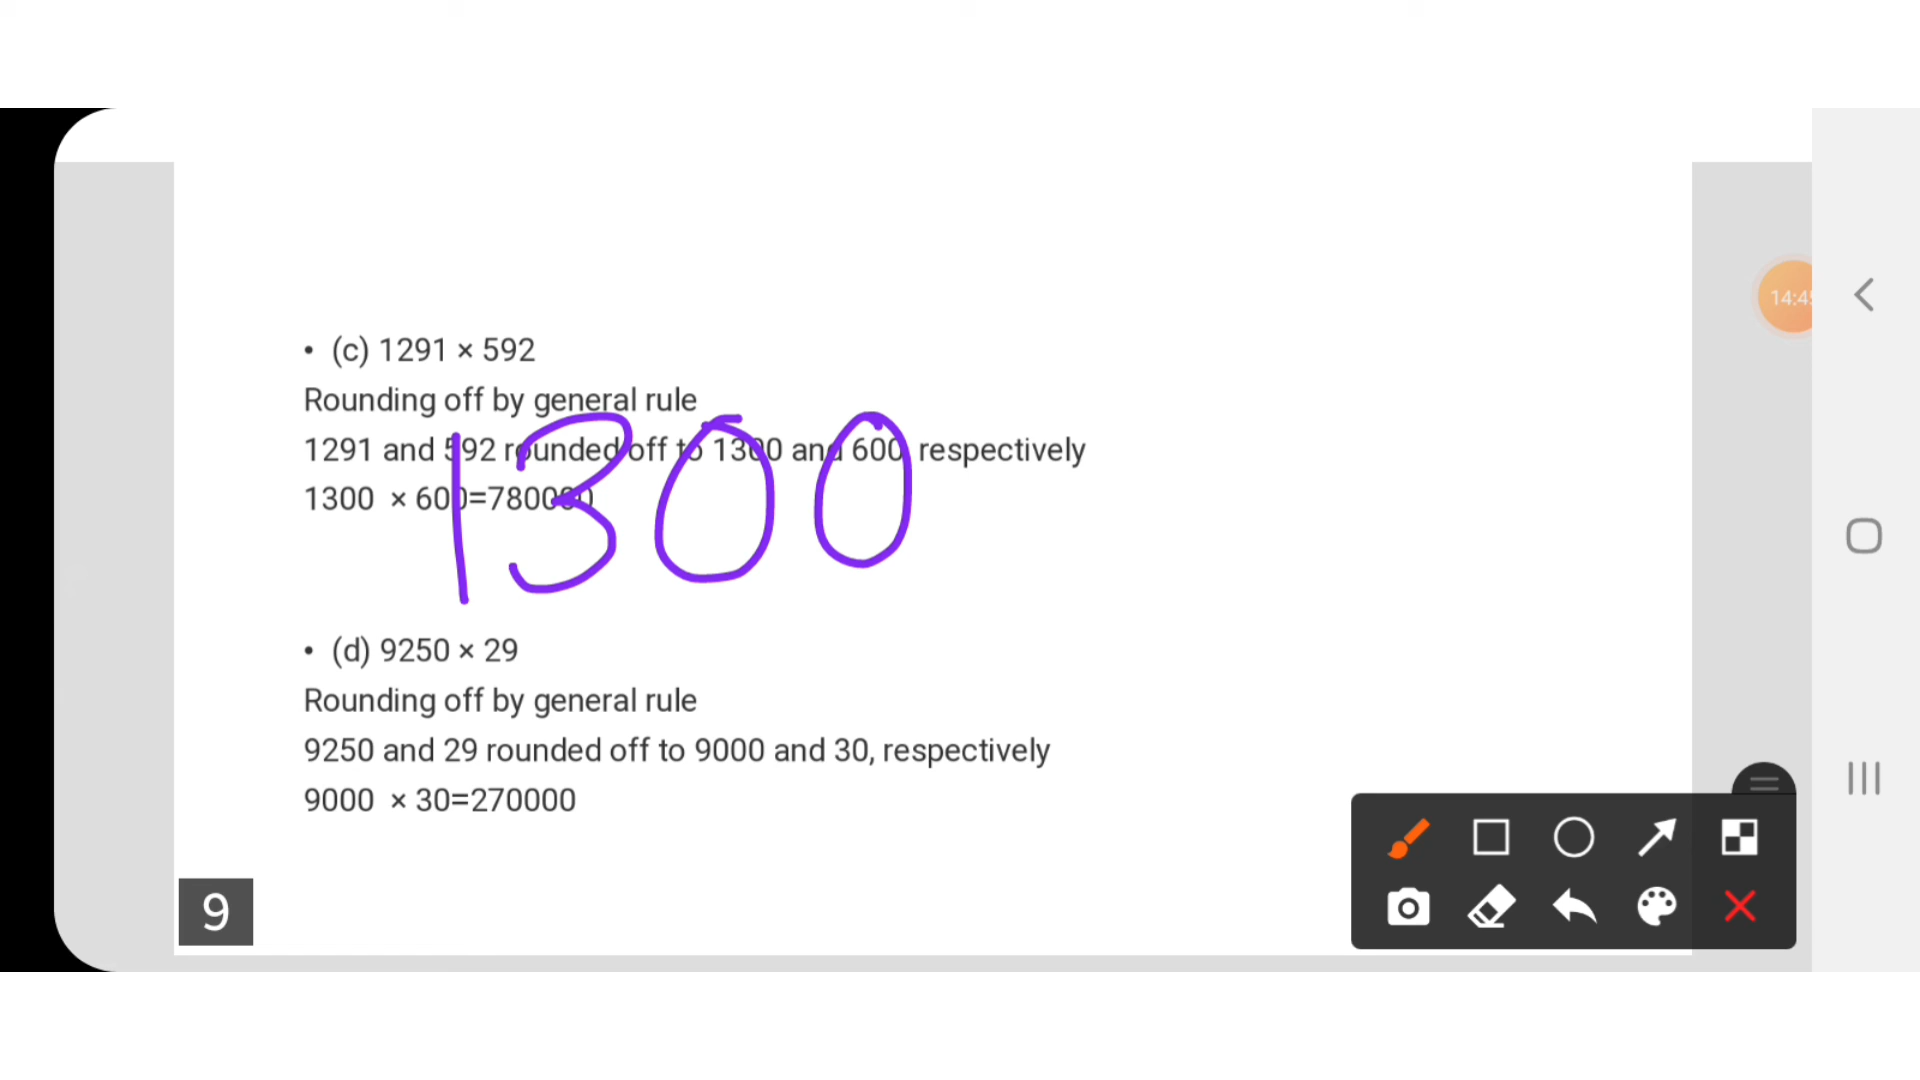 14:45
• (c) 1291 × 592
Rounding off by general rule
1291 and 592 rounded off to 1300 and 600, respectively
1300 × 600=780000
1300
• (d) 9250 × 29
Rounding off by general rule
9250 and 29 rounded off to 9000 and 30, respectively
9000 × 30=270000
9